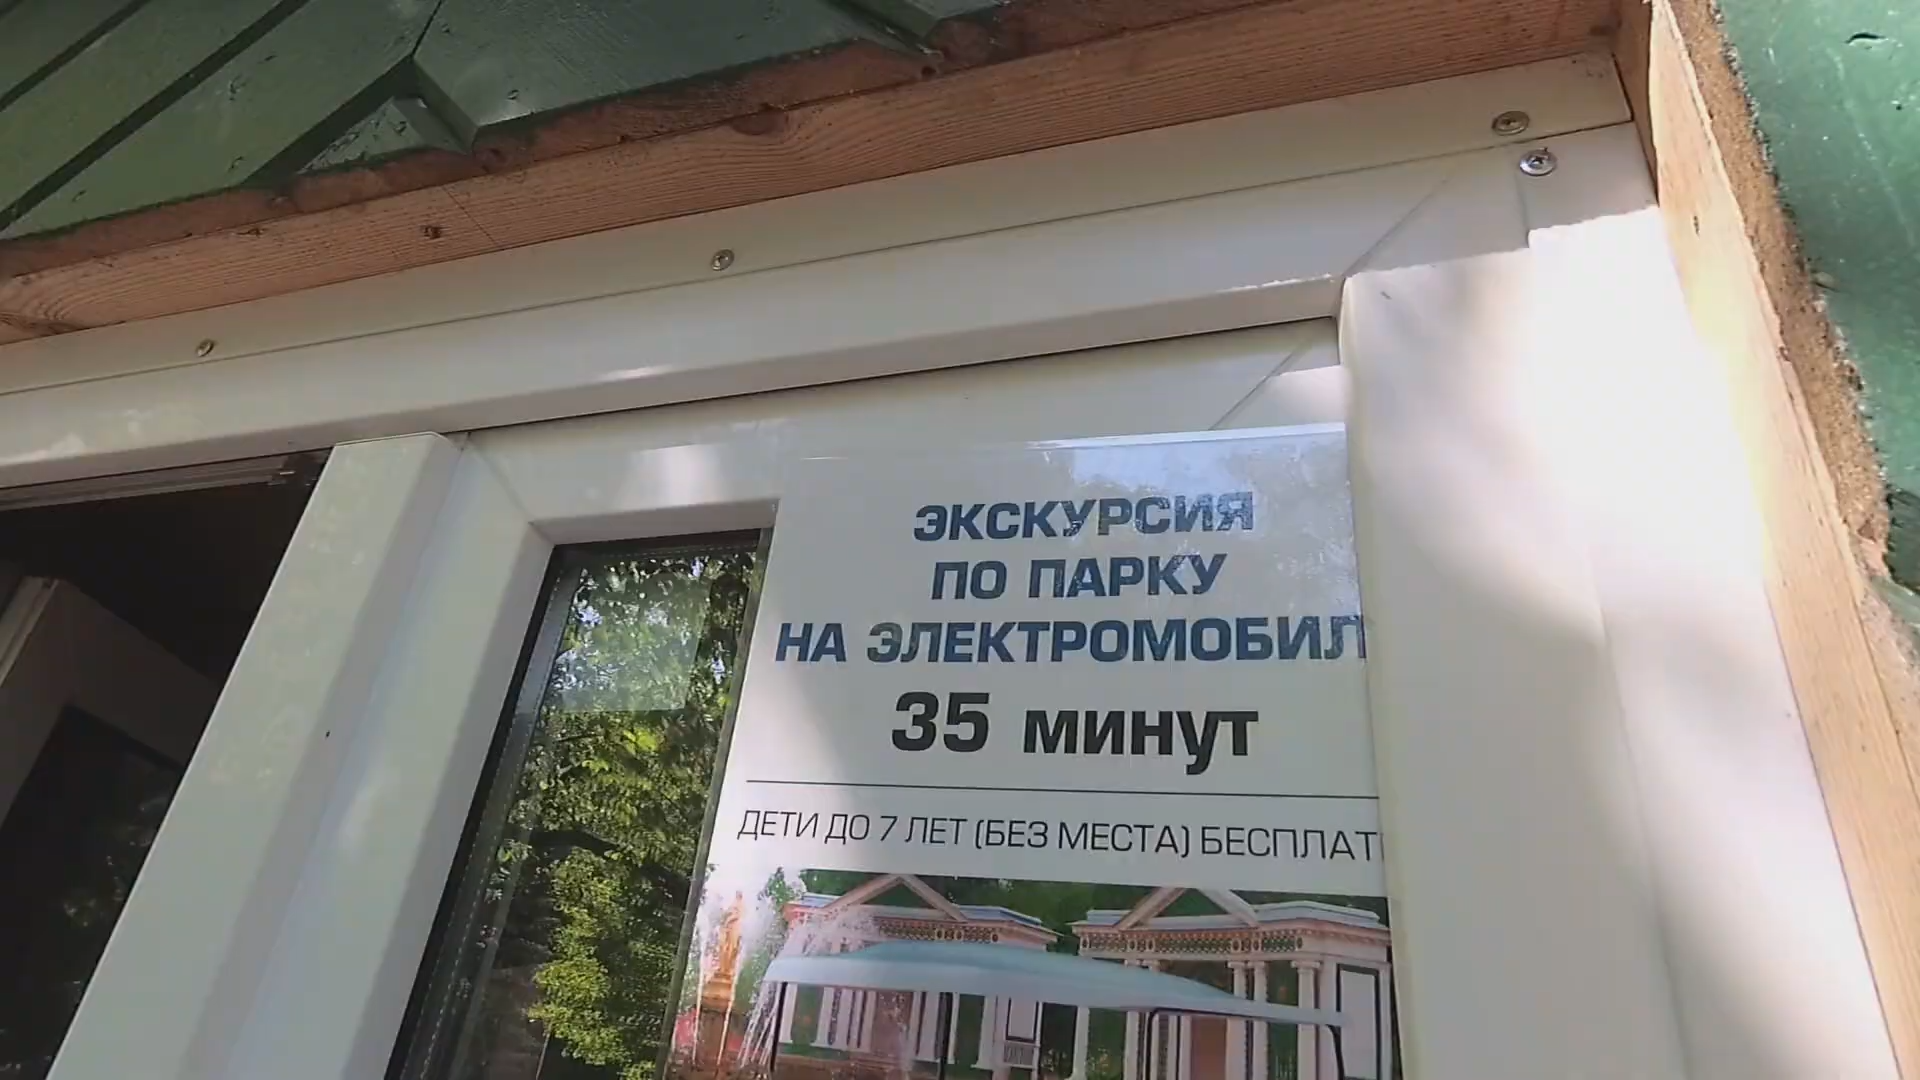 ЭКСКУРСИЯ
ПО ПАРКУ
НА ЭЛЕКТРОМОБИЛ
35 минут
ДЕТИ ДО 7 ЛЕТ (БЕЗ МЕСТА) БЕСПЛАТ